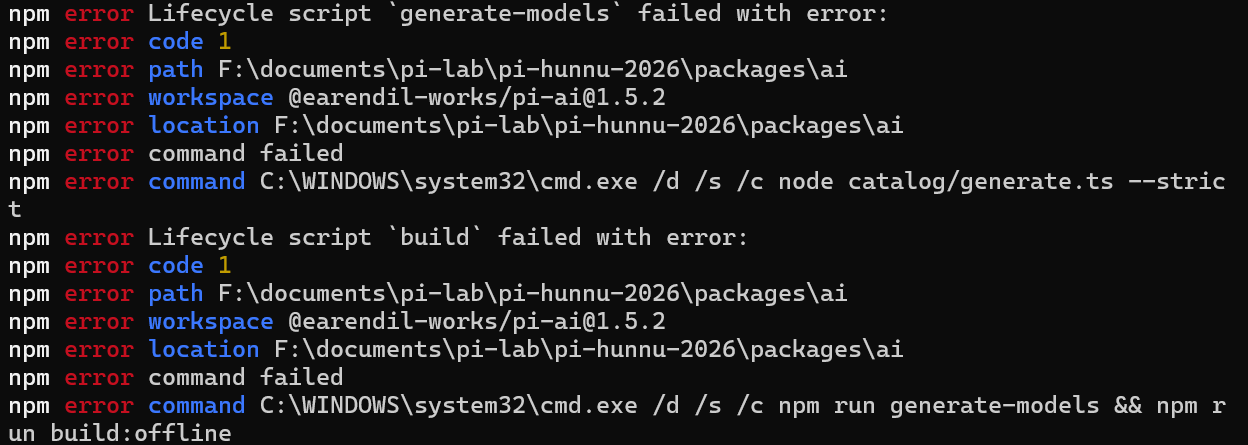 npm error Lifecycle script `generate-models` failed with error:
npm error code 1
npm error path F:\documents\pi-lab\pi-hunnu-2026\packages\ai
npm error workspace @earendil-works/pi-ai@1.5.2
npm error location F:\documents\pi-lab\pi-hunnu-2026\packages\ai
npm error command failed
npm error command C:\WINDOWS\system32\cmd.exe /d /s /c node catalog/generate.ts --stric
t
npm error Lifecycle script `build` failed with error:
npm error code 1
npm error path F:\documents\pi-lab\pi-hunnu-2026\packages\ai
npm error workspace @earendil-works/pi-ai@1.5.2
npm error location F:\documents\pi-lab\pi-hunnu-2026\packages\ai
npm error command failed
npm error command C:\WINDOWS\system32\cmd.exe /d /s /c npm run generate-models && npm r
un build:offline